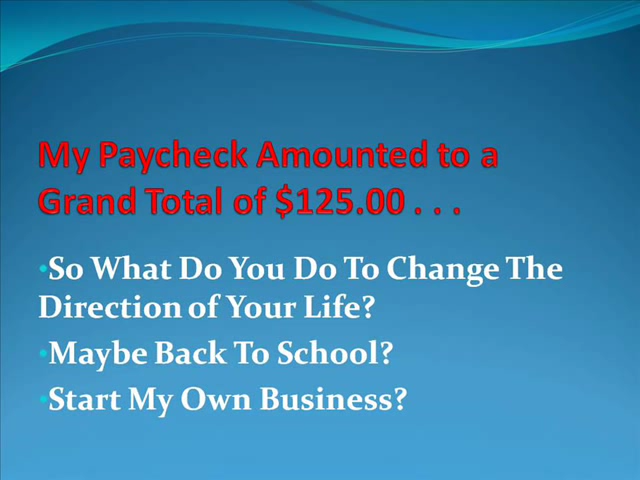 My Paycheck Amounted to a
Grand Total of $125.00 . . .
•So What Do You Do To Change The
Direction of Your Life?
•Maybe Back To School?
•Start My Own Business?